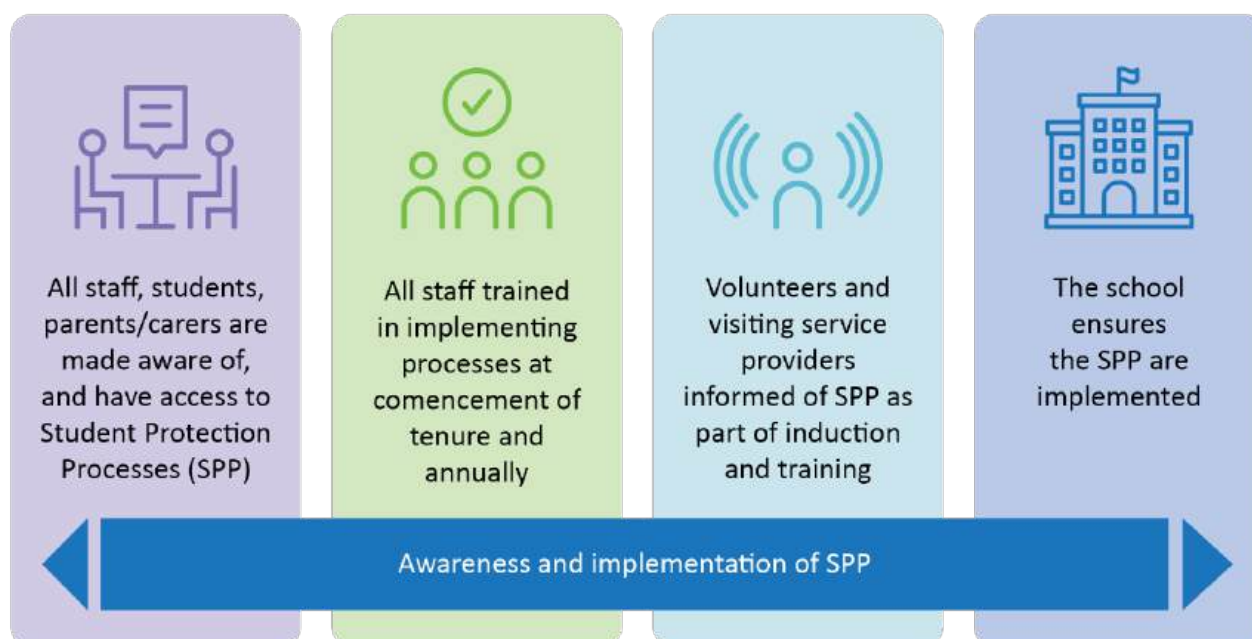 All staff, students,
parents/carers are
made aware of,
and have access to
Student Protection
Processes (SPP)
All staff trained
in implementing
processes at
comencement of
tenure and
annually
Volunteers and
visiting service
providers
informed of SPP as
part of induction
and training
The school
ensures
the SPP are
implemented
Awareness and implementation of SPP